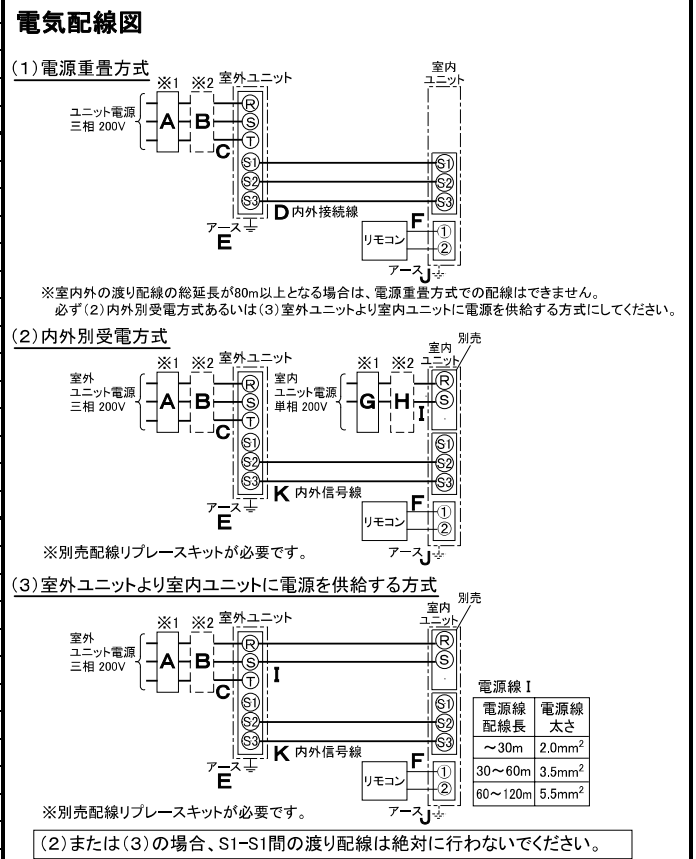 電気配線図
(1)電源重畳方式
※1 ※2 室外ユニット
室内
ユニット
ユニット電源
三相 200V
A B C
R
S
T
S1
S2
S3
S1
S2
S3
D 内外接続線
アース
E
リモコン
F
①
②
アース J
※室内外の渡り配線の総延長が80m以上となる場合は、電源重畳方式での配線はできません。
必ず(2)内外別受電方式あるいは(3)室外ユニットより室内ユニットに電源を供給する方式にしてください。
(2)内外別受電方式
※1 ※2 室外ユニット
室外
ユニット電源
三相 200V
A B C
R
S
T
S1
S2
S3
※1 ※2
室内
ユニット
別売
室内
ユニット電源
単相 200V
G H I
R
S
S1
S2
S3
K 内外信号線
アース
E
リモコン
F
①
②
アース J
※別売配線リプレースキットが必要です。
(3)室外ユニットより室内ユニットに電源を供給する方式
※1 ※2 室外ユニット
室内
ユニット
別売
室外
ユニット電源
三相 200V
A B C
R
S
T
S1
S2
S3
I
R
S
S1
S2
S3
K 内外信号線
アース
E
リモコン
F
①
②
アース J
電源線 I
電源線
配線長
電源線
太さ
~30m 2.0mm²
30~60m 3.5mm²
60~120m 5.5mm²
※別売配線リプレースキットが必要です。
(2)または(3)の場合、S1-S1間の渡り配線は絶対に行わないでください。